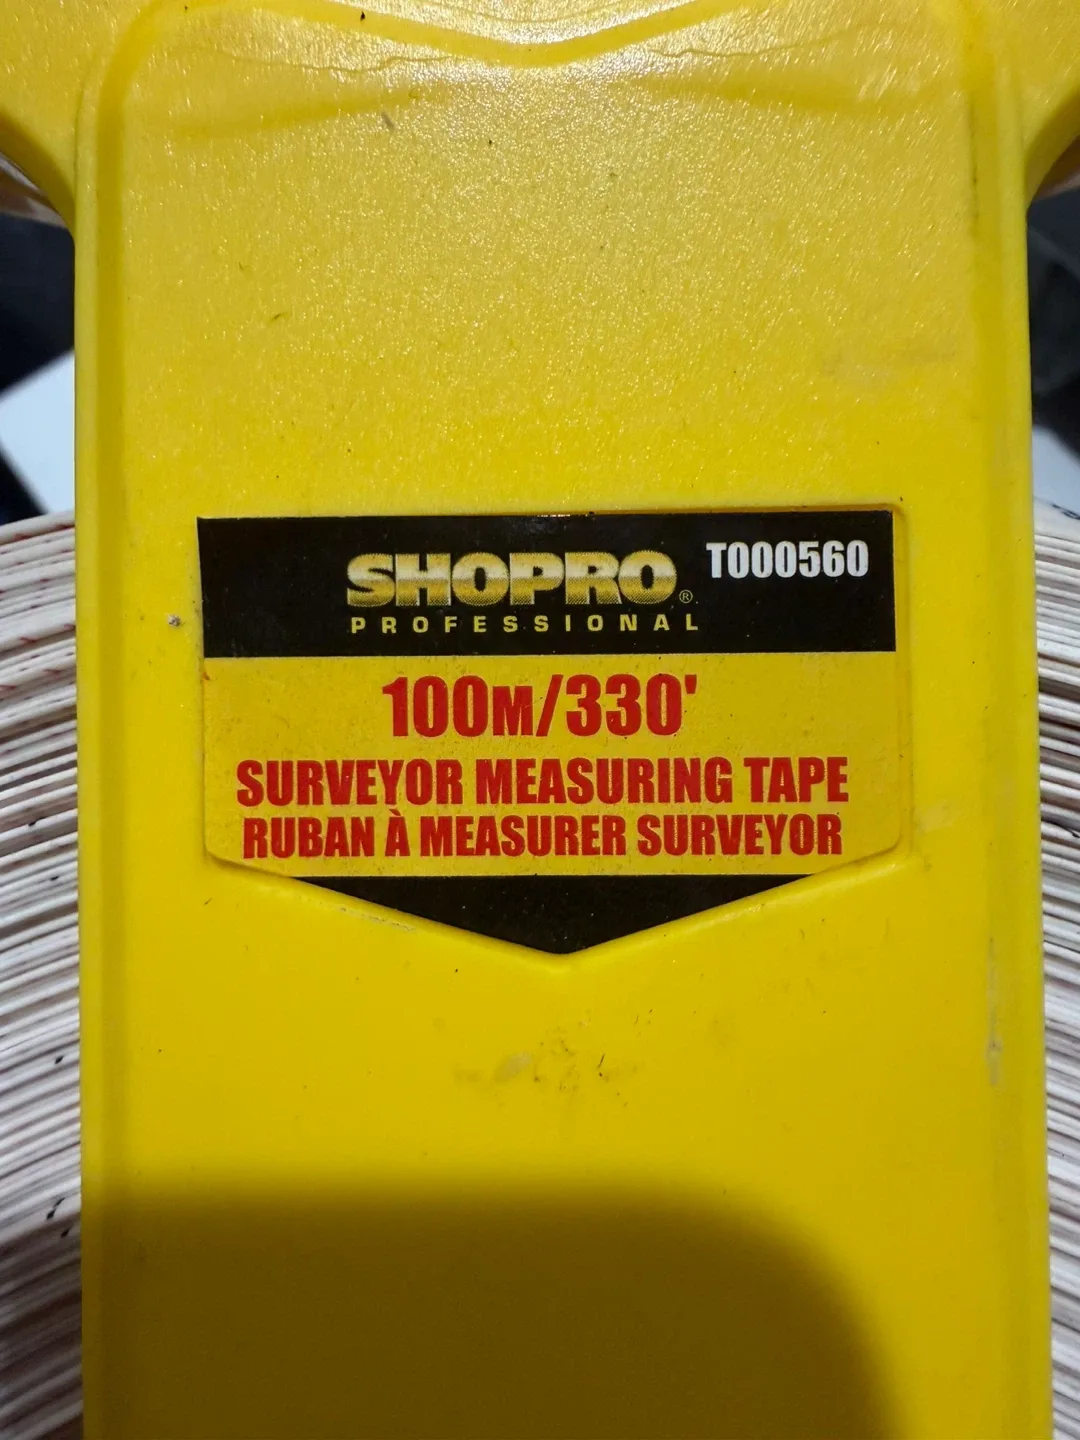 SHOPRO® T000560
PROFESSIONAL
100M/330'
SURVEYOR MEASURING TAPE
RUBAN À MEASURER SURVEYOR